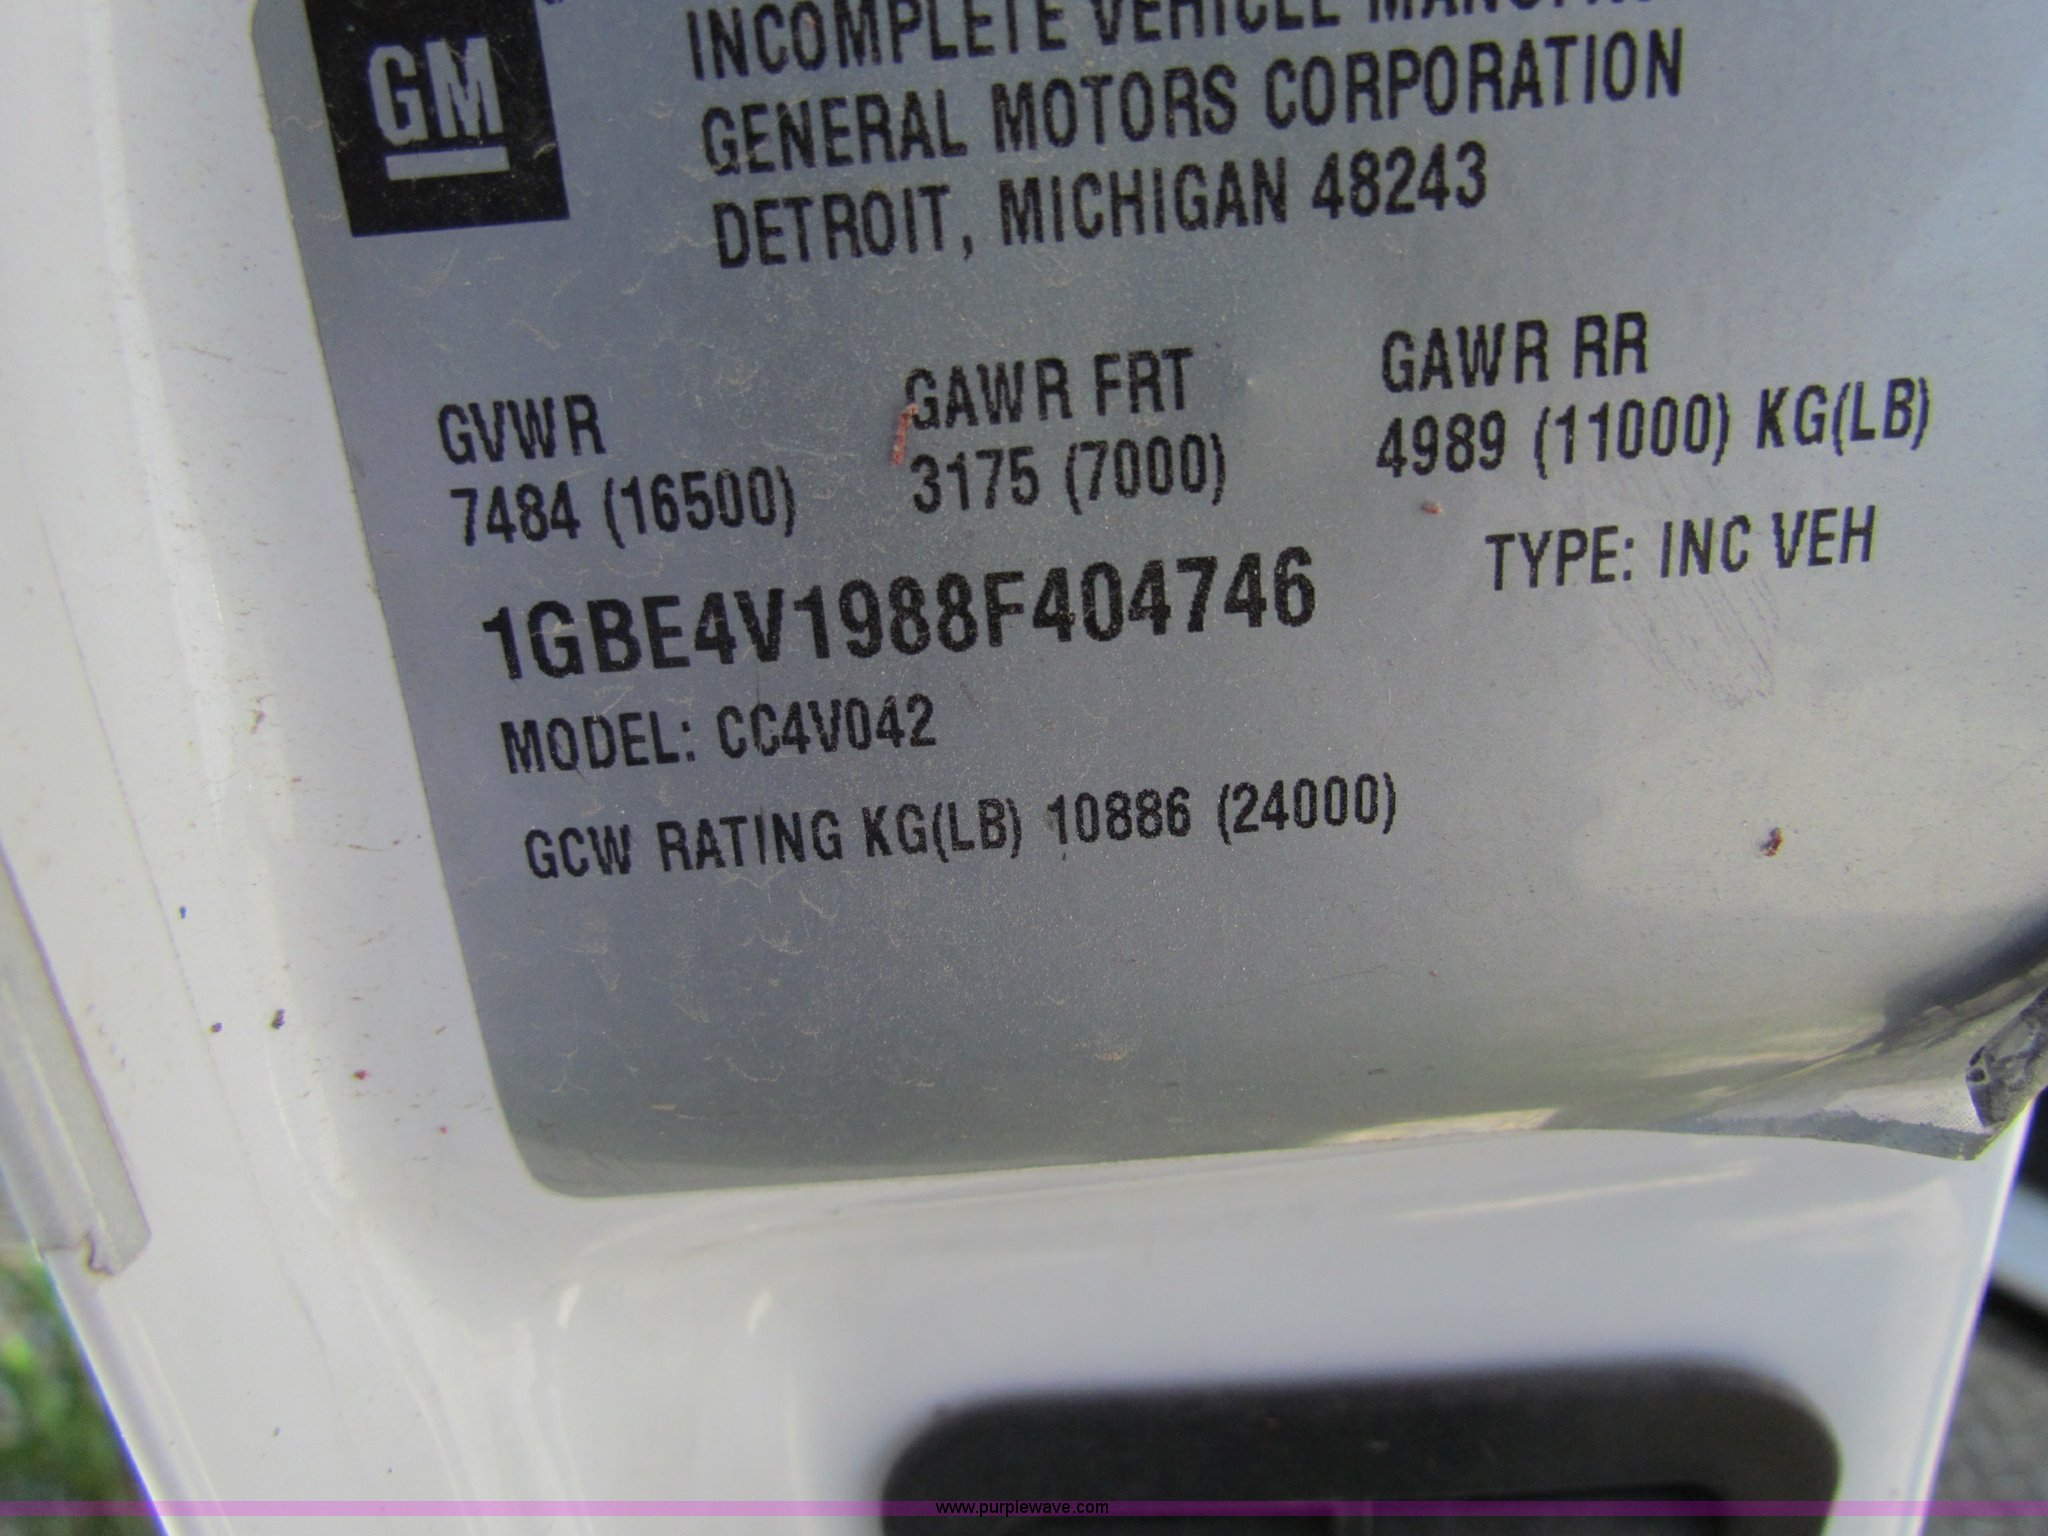 GM
INCOMPLETE VEHICLE
GENERAL MOTORS CORPORATION
DETROIT, MICHIGAN 48243
GVWR GAWR FRT GAWR RR
7484 (16500) 3175 (7000) 4989 (11000) KG(LB)
1GBE4V1988F404746 TYPE: INC VEH
MODEL: CC4V042
GCW RATING KG(LB) 10886 (24000)
www.purplewave.com